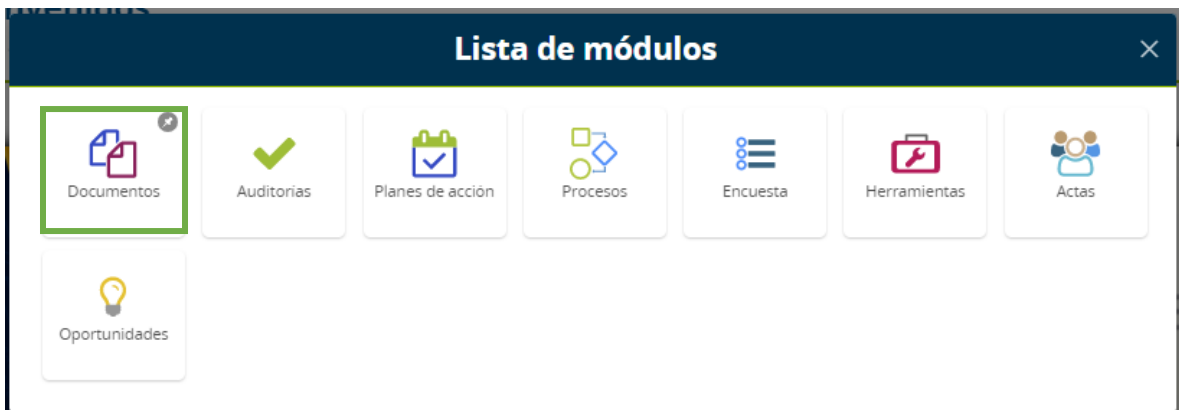 Lista de módulos
Documentos
Auditorias
Planes de acción
Procesos
Encuesta
Herramientas
Actas
Oportunidades